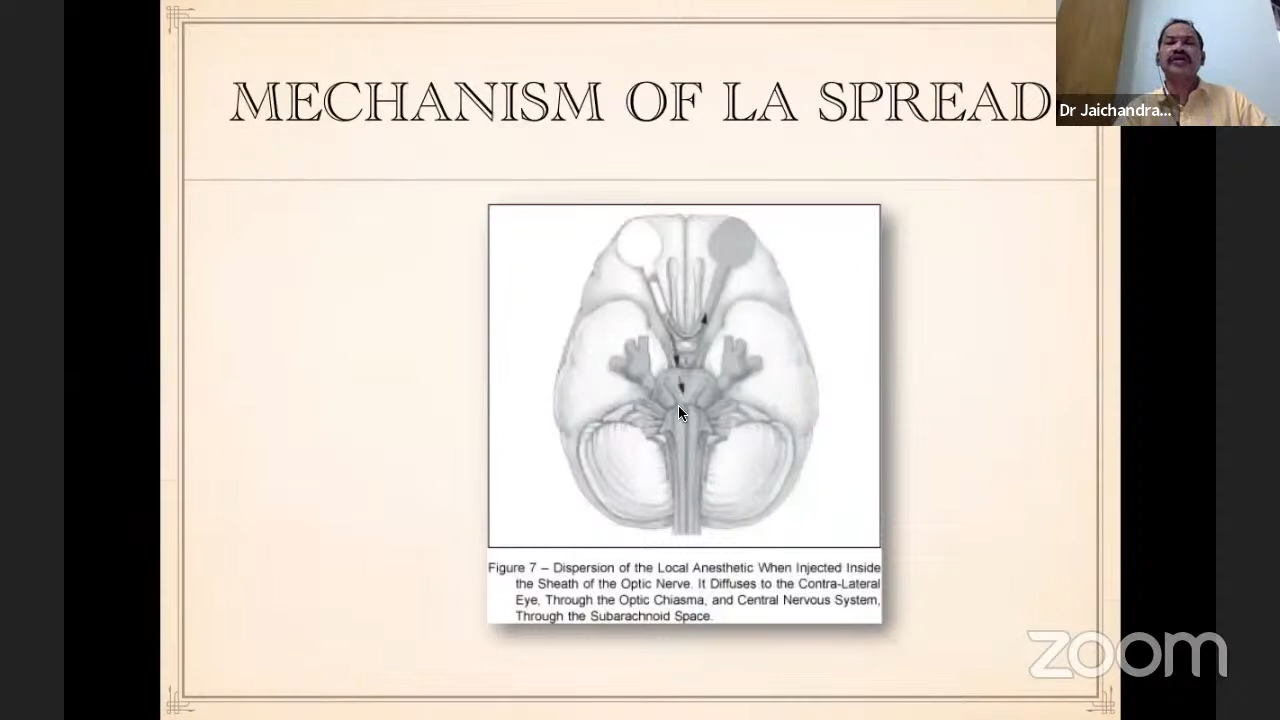 MECHANISM OF LA SPREAD
Dr Jaichandra...
Figure 7 – Dispersion of the Local Anesthetic When Injected Inside
the Sheath of the Optic Nerve. It Diffuses to the Contra-Lateral
Eye, Through the Optic Chiasma, and Central Nervous System,
Through the Subarachnoid Space.
zoom